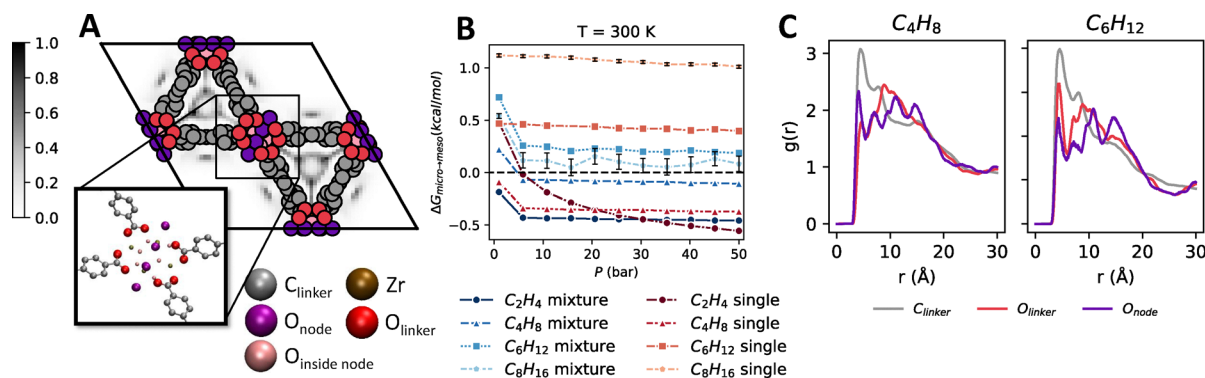 A
1.0
0.8
0.6
0.4
0.2
0.0
C_linker
Zr
O_node
O_linker
O_inside node
B
T = 300 K
ΔG_micro→meso (kcal/mol)
1.0
0.5
0.0
−0.5
0 10 20 30 40 50
P (bar)
C₂H₄ mixture
C₂H₄ single
C₄H₈ mixture
C₄H₈ single
C₆H₁₂ mixture
C₆H₁₂ single
C₈H₁₆ mixture
C₈H₁₆ single
C
C₄H₈
C₆H₁₂
g(r)
3
2
1
0
0 10 20 30
0 10 20 30
r (Å)
r (Å)
C_linker
O_linker
O_node